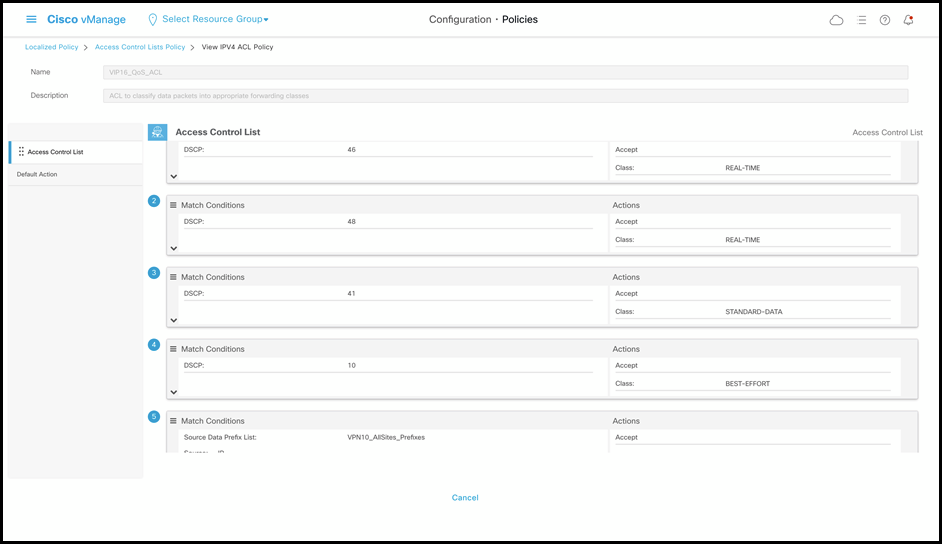 Cisco vManage
Select Resource Group
Configuration · Policies
Localized Policy > Access Control Lists Policy > View IPV4 ACL Policy
Name
VIP16_QoS_ACL
Description
ACL to classify data packets into appropriate forwarding classes
Access Control List
Default Action
Access Control List
Access Control List
DSCP: 46
Accept
Class: REAL-TIME
2
Match Conditions
Actions
DSCP: 48
Accept
Class: REAL-TIME
3
Match Conditions
Actions
DSCP: 41
Accept
Class: STANDARD-DATA
4
Match Conditions
Actions
DSCP: 10
Accept
Class: BEST-EFFORT
5
Match Conditions
Actions
Source Data Prefix List: VPN10_AllSites_Prefixes
Accept
Cancel